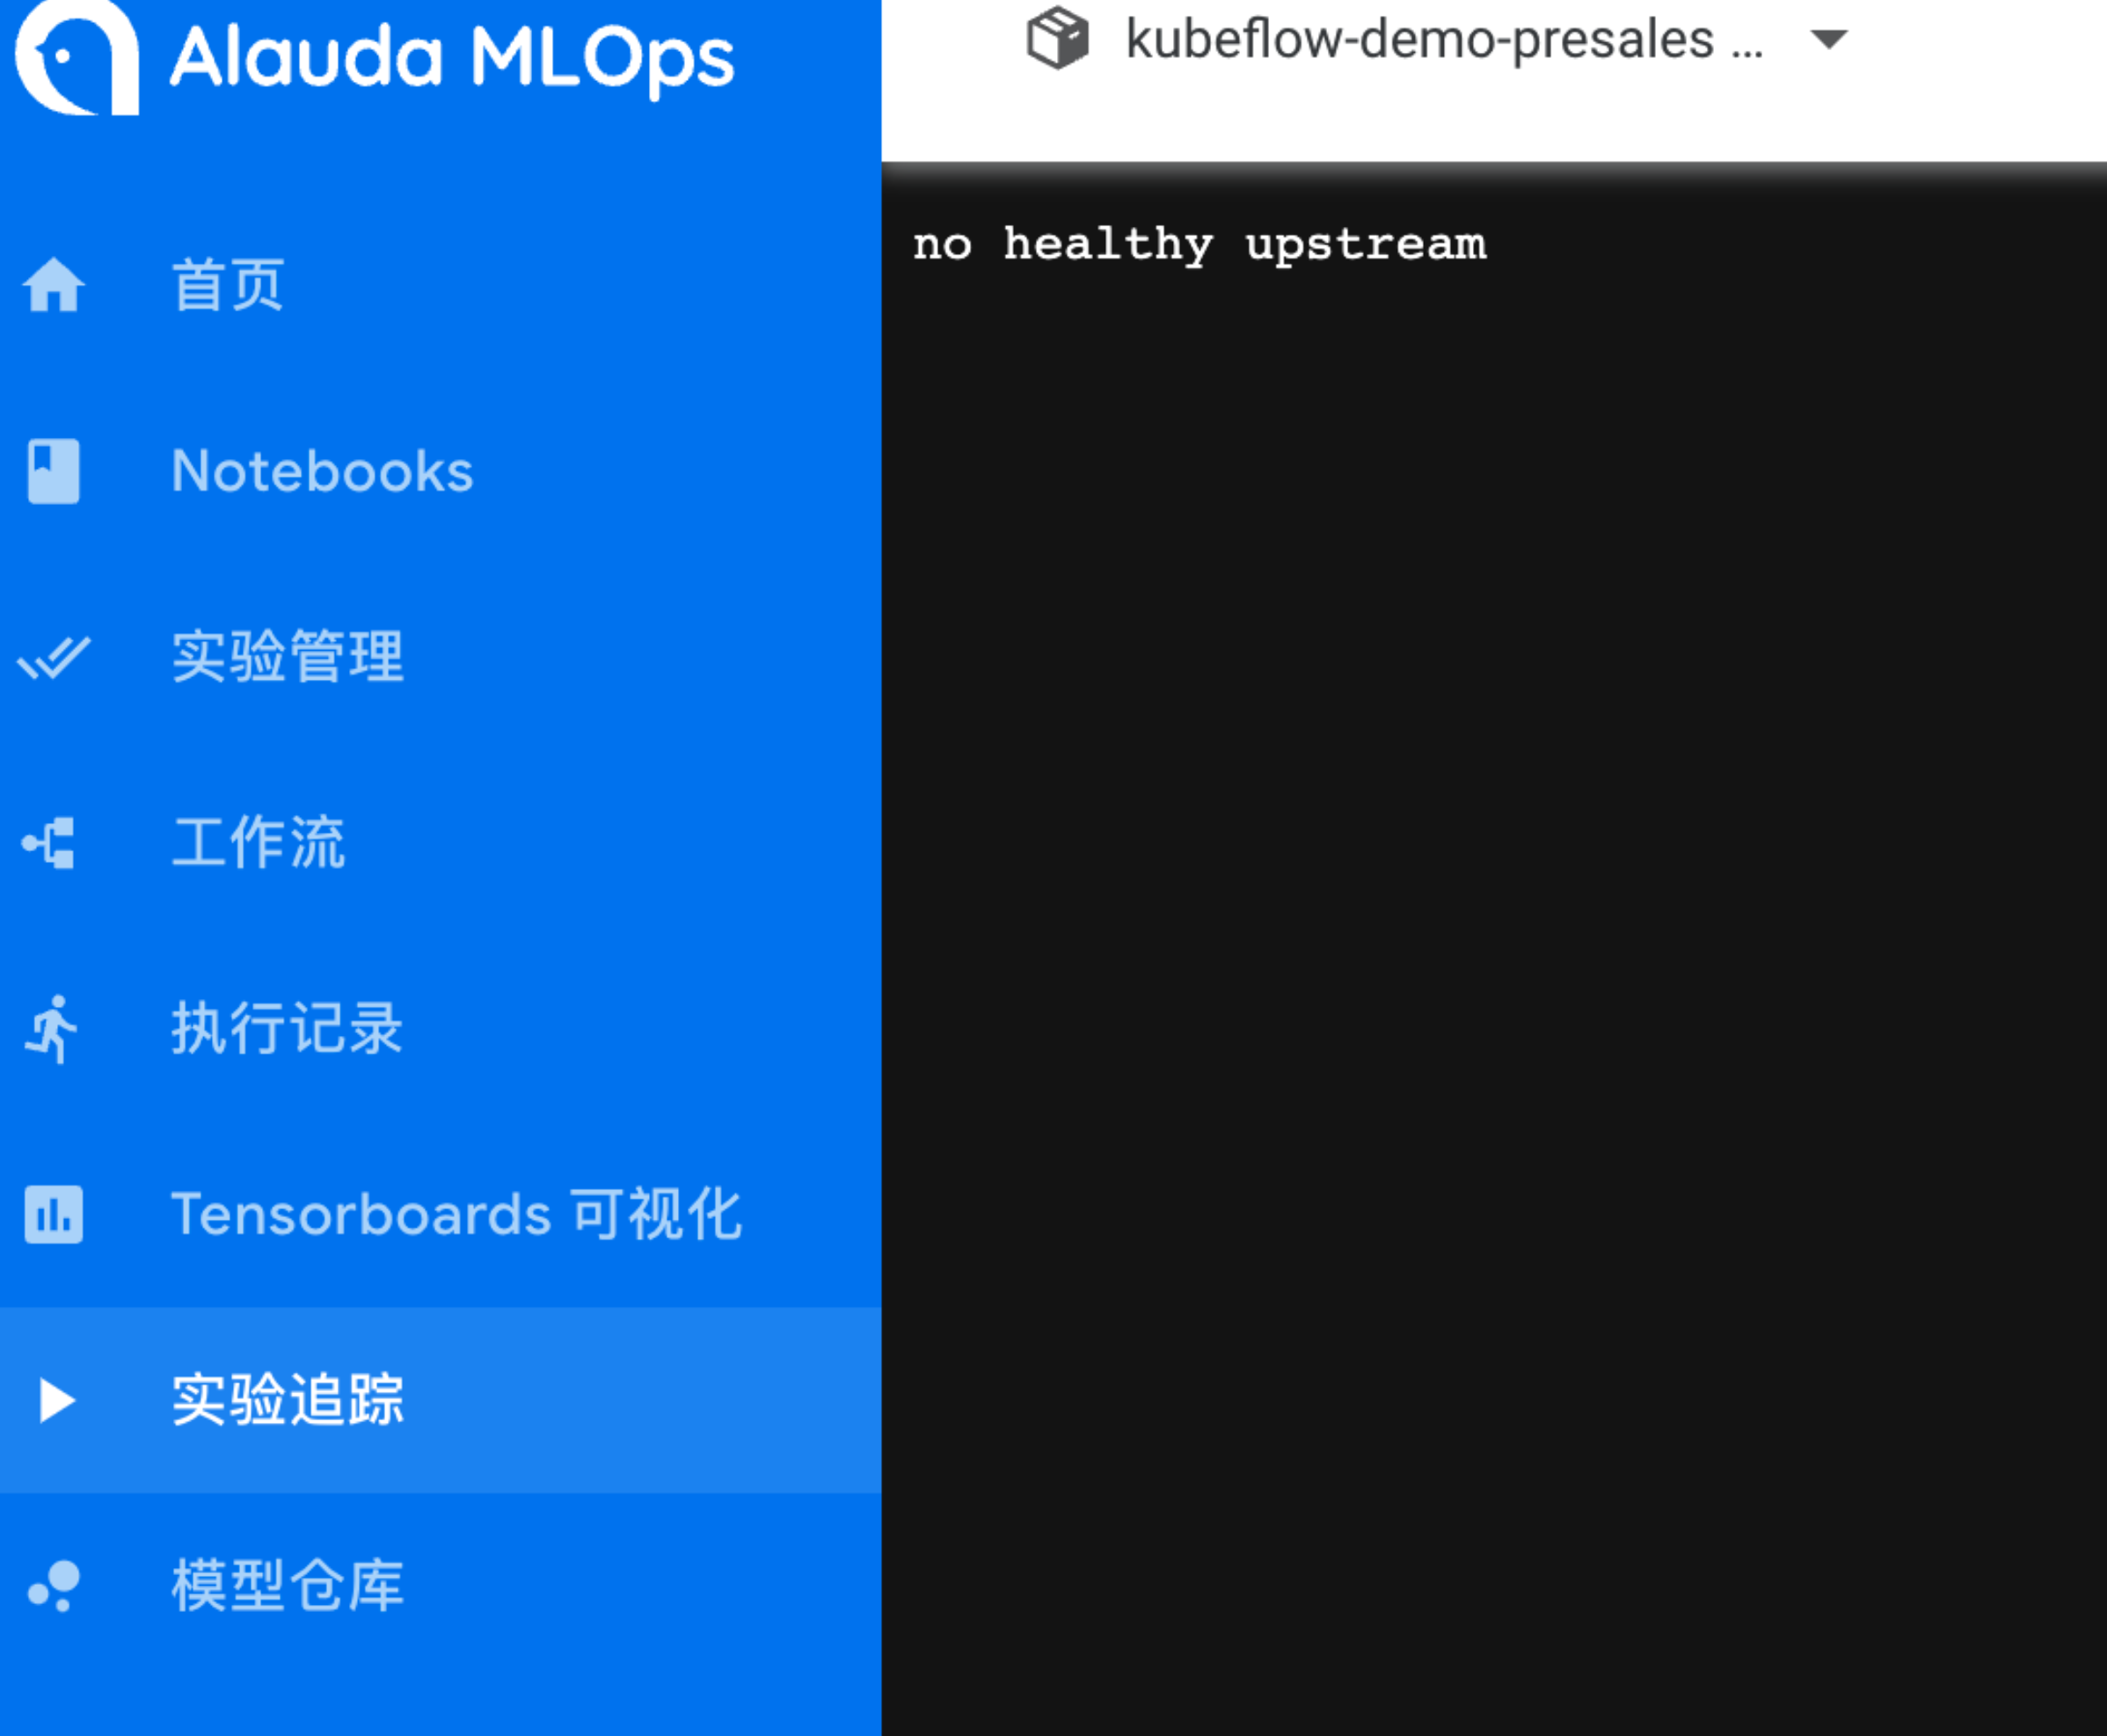 Alauda MLOps
kubeflow-demo-presales ...
no healthy upstream
首页
Notebooks
实验管理
工作流
执行记录
Tensorboards 可视化
实验追踪
模型仓库